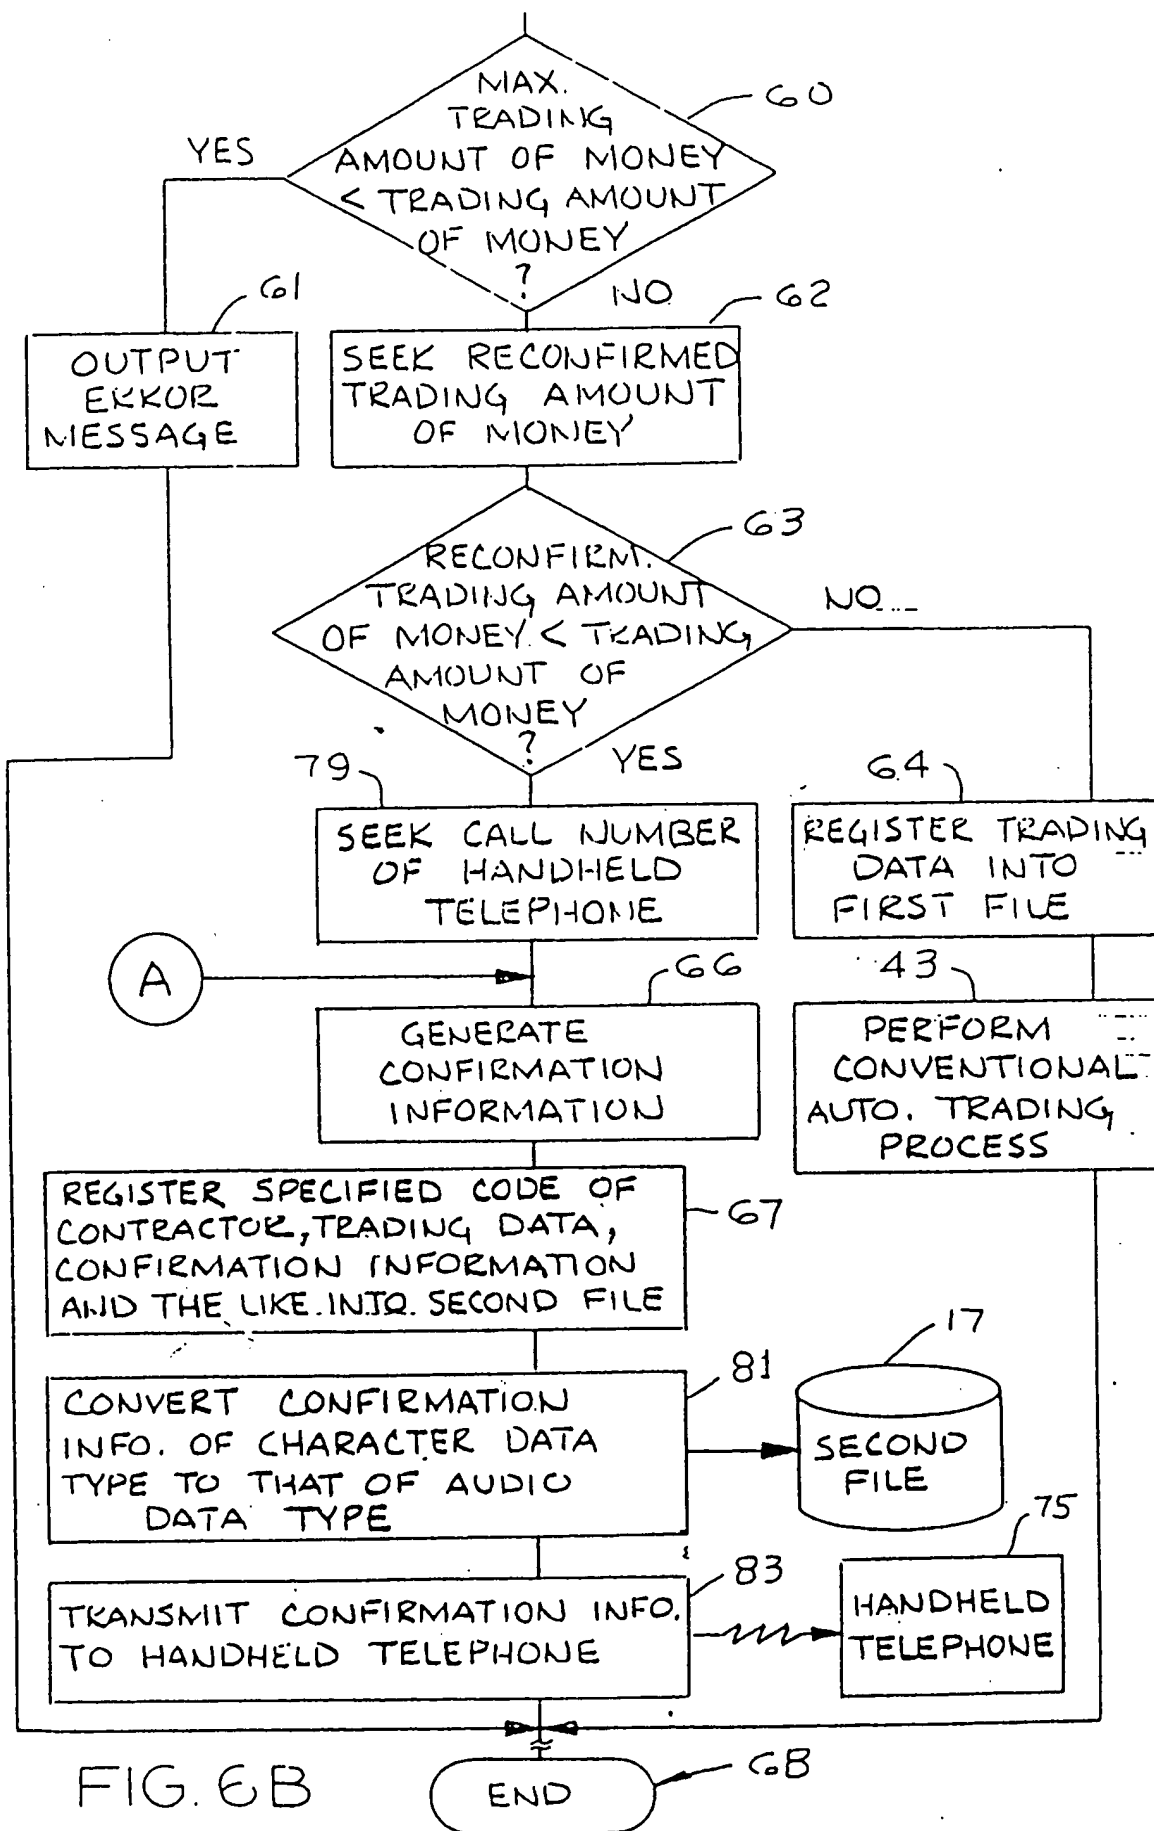 MAX.
TRADING
AMOUNT OF MONEY
< TRADING AMOUNT
OF MONEY
?
60
YES
NO
61
OUTPUT
ERROR
MESSAGE
62
SEEK RECONFIRMED
TRADING AMOUNT
OF MONEY
63
RECONFIRM.
TRADING AMOUNT
OF MONEY < TRADING
AMOUNT OF
MONEY
?
NO
YES
79
SEEK CALL NUMBER
OF HANDHELD
TELEPHONE
64
REGISTER TRADING
DATA INTO
FIRST FILE
A
66
GENERATE
CONFIRMATION
INFORMATION
43
PERFORM
CONVENTIONAL
AUTO. TRADING
PROCESS
67
REGISTER SPECIFIED CODE OF
CONTRACTOR, TRADING DATA,
CONFIRMATION INFORMATION
AND THE LIKE INTO SECOND FILE
81
CONVERT CONFIRMATION
INFO. OF CHARACTER DATA
TYPE TO THAT OF AUDIO
DATA TYPE
17
SECOND
FILE
83
TRANSMIT CONFIRMATION INFO.
TO HANDHELD TELEPHONE
75
HANDHELD
TELEPHONE
END
68
FIG. 6B